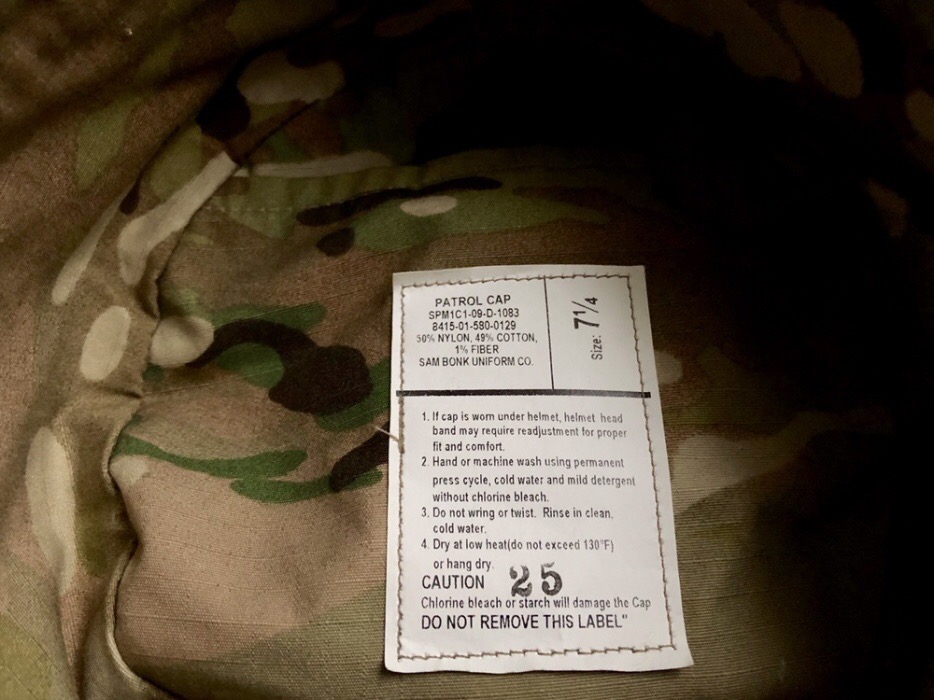 PATROL CAP
SPM1C1-09-D-1083
8415-01-580-0129
50% NYLON, 49% COTTON,
1% FIBER
SAM BONK UNIFORM CO.
Size: 7 1/4
1. If cap is worn under helmet, helmet head
band may require readjustment for proper
fit and comfort.
2. Hand or machine wash using permanent
press cycle, cold water and mild detergent
without chlorine bleach.
3. Do not wring or twist. Rinse in clean,
cold water.
4. Dry at low heat(do not exceed 130°F)
or hang dry.
CAUTION 25
Chlorine bleach or starch will damage the Cap
DO NOT REMOVE THIS LABEL"